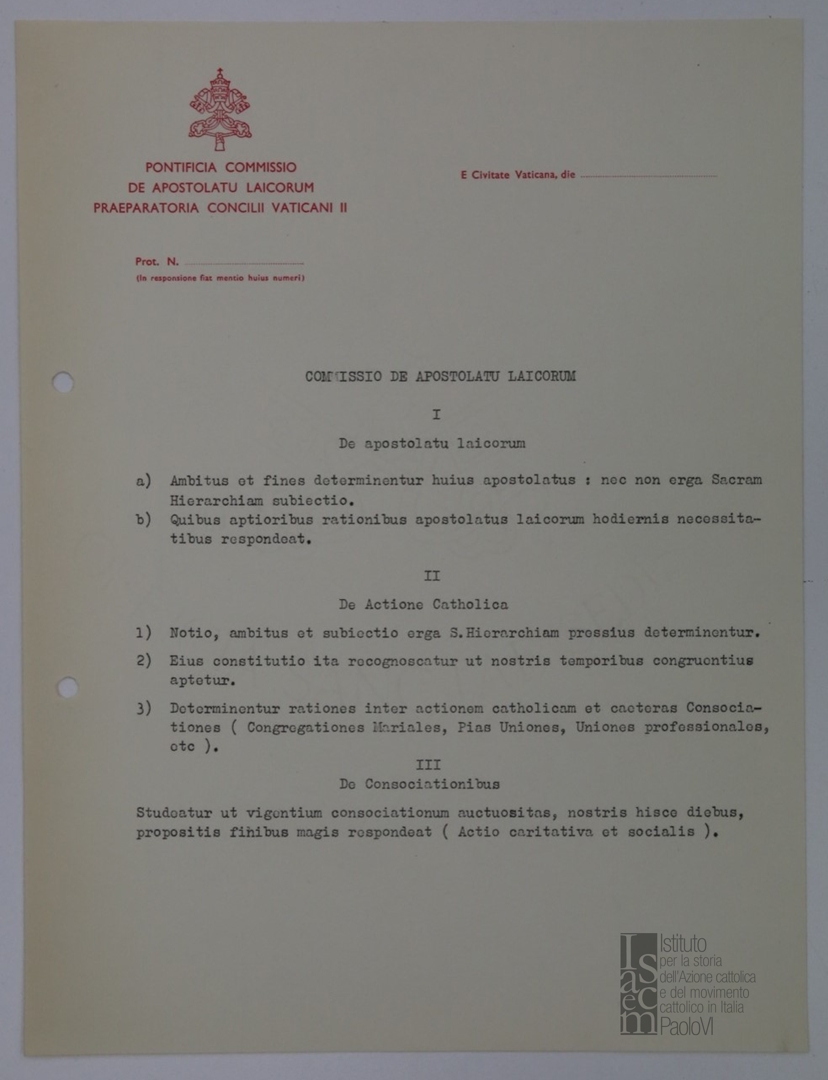 PONTIFICIA COMMISSIO
DE APOSTOLATU LAICORUM
PRAEPARATORIA CONCILII VATICANI II
E Civitate Vaticana, die
Prot. N.
(In responsione fiat mentio huius numeri)
COMMISSIO DE APOSTOLATU LAICORUM
I
De apostolatu laicorum
a) Ambitus et fines determinentur huius apostolatus : nec non erga Sacram
Hierarchiam subiectio.
b) Quibus aptioribus rationibus apostolatus laicorum hodiernis necessita-
tibus respondeat.
II
De Actione Catholica
1) Notio, ambitus et subiectio erga S.Hierarchiam pressius determinentur.
2) Eius constitutio ita recognoscatur ut nostris temporibus congruentius
aptetur.
3) Determinentur rationes inter actionem catholicam et caeteras Consocia-
tiones ( Congregationes Mariales, Pias Uniones, Uniones professionales,
etc ).
III
De Consociationibus
Studeatur ut vigentium consociationum auctuositas, nostris hisce diebus,
propositis finibus magis respondeat ( Actio caritativa et socialis ).
Isacem
Istituto
per la storia
dell'Azione cattolica
e del movimento
cattolico in Italia
PaoloVI